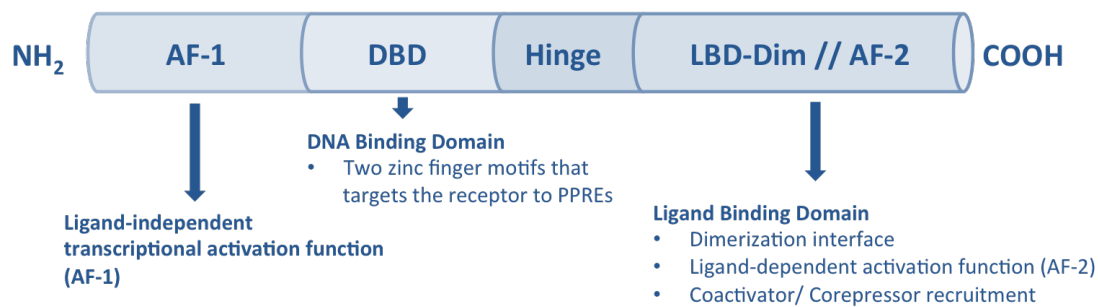 NH2 AF-1 DBD Hinge LBD-Dim // AF-2 COOH
DNA Binding Domain
• Two zinc finger motifs that
targets the receptor to PPREs
Ligand-independent
transcriptional activation function
(AF-1)
Ligand Binding Domain
• Dimerization interface
• Ligand-dependent activation function (AF-2)
• Coactivator/ Corepressor recruitment